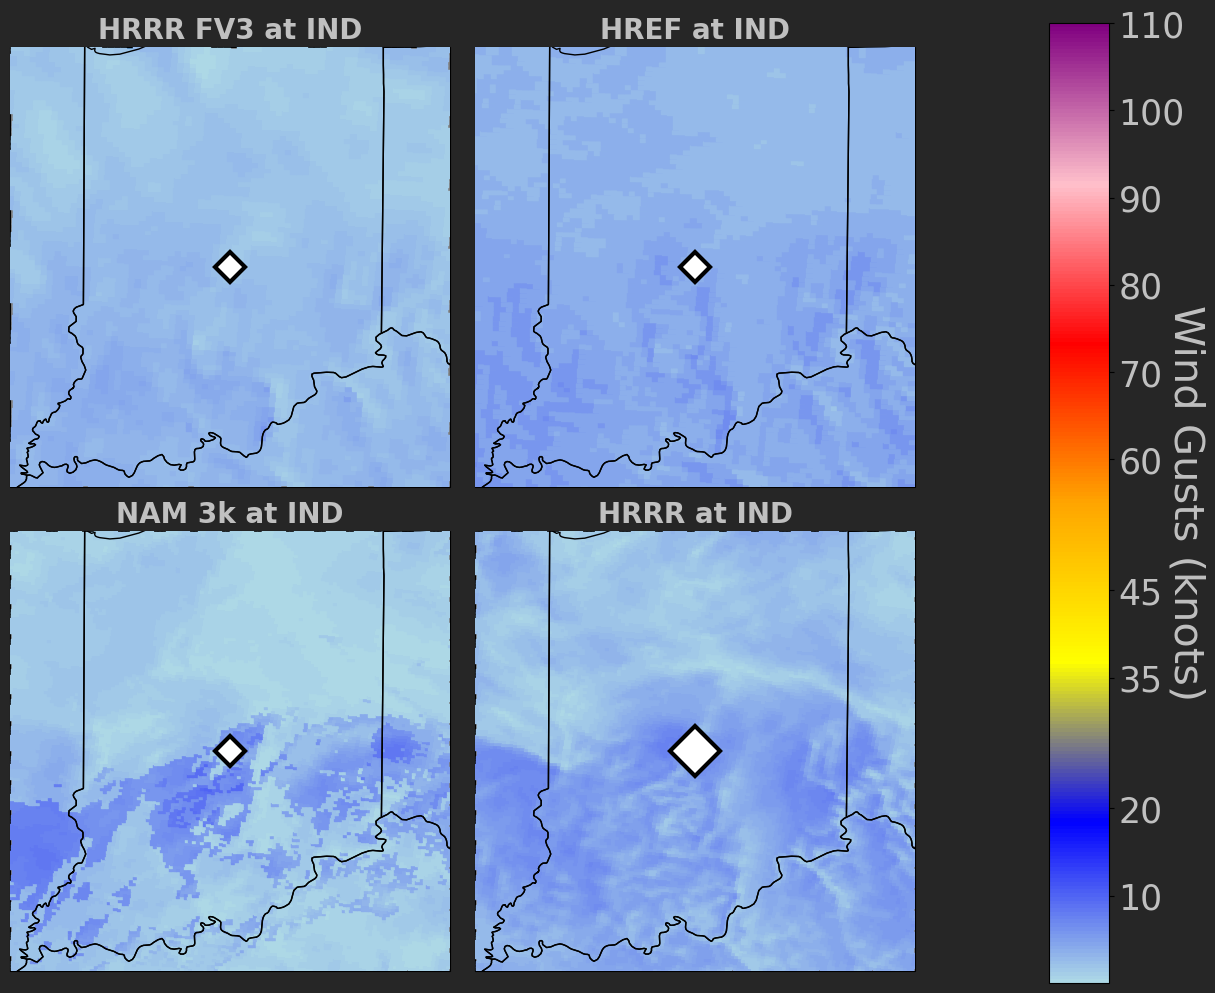 HRRR FV3 at IND
HREF at IND
NAM 3k at IND
HRRR at IND
110
100
90
80
70
60
45
35
20
10
Wind Gusts (knots)